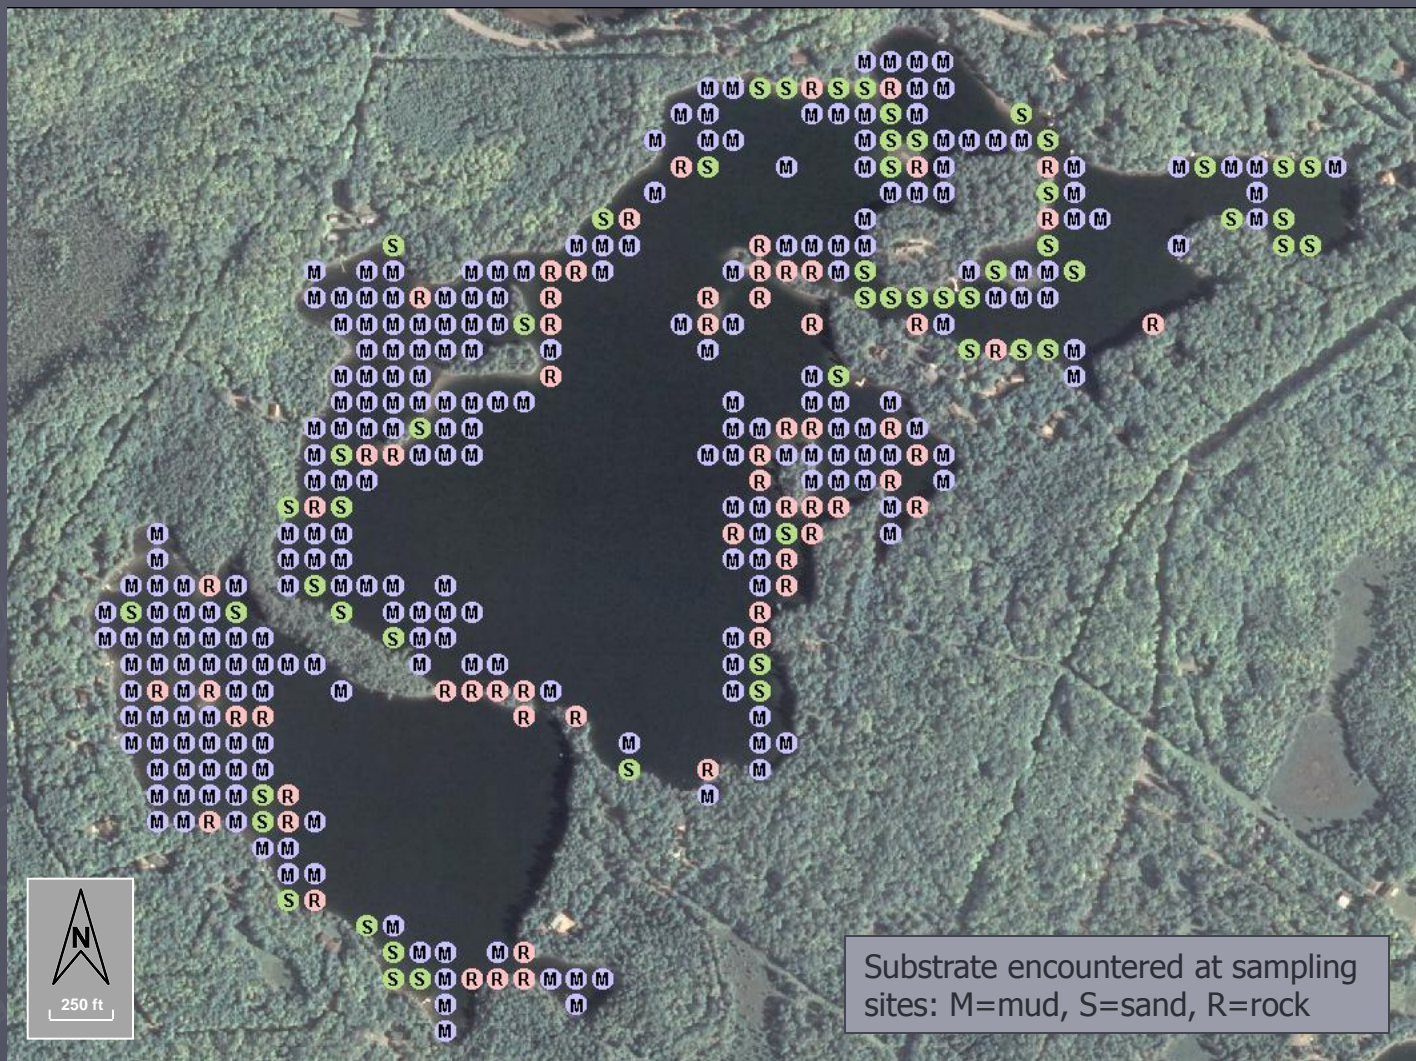 M M M M
M M S S R S S R M M
M M M M M S M S
M M M M S S M M M M S
R S M M S R M R M M S M M S S M
M M M M S M M
S R M R M M S M S
S M M M R M M M M S M S S
M M M M M M R R M M R R R M S M S M M S
M M M M R M M M R R R S S S S S M M M
M M M M M M M S R M R M R R M R
M M M M M M M S R S S M
M M M M R M S M
M M M M M M M M M M M M
M M M M S M M M M R R M M R M
M S R R M M M M M R M M M M M R M
M M M R M M M R M
S R S M M R R R M R
M M M M R M S R M
M M M M M M R
M M M R M M S M M M M M R
M S M M M S S M M M M R
M M M M M M M S M M M R
M M M M M M M M M M M M S
M R M R M M M R R R R M M S
M M M M R R R R M
M M M M M M M M M
M M M M M S R M
M M M M S R M
M M R M S R M
M M
M M
S R
S M
S M M M R
S S M R R R M M M
M M
M
N
250 ft
Substrate encountered at sampling
sites: M=mud, S=sand, R=rock